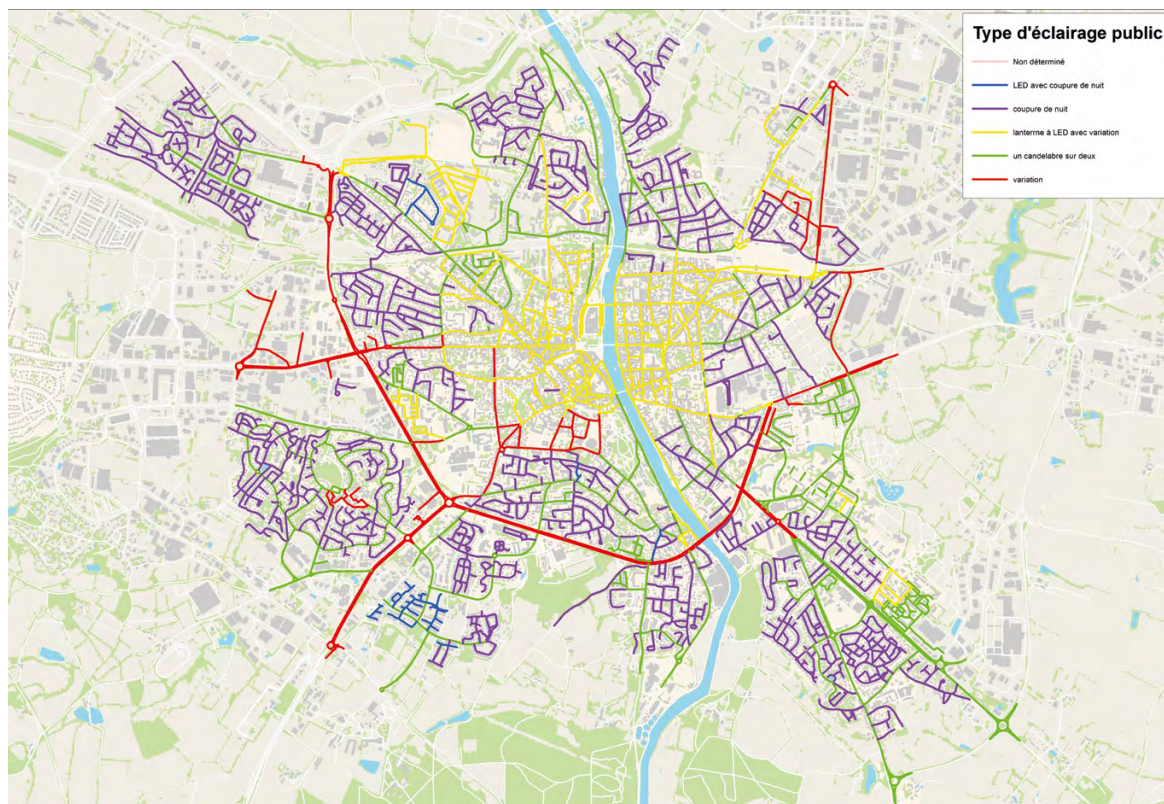 Type d'éclairage public
Non déterminé
LED avec coupure de nuit
coupure de nuit
lanterrne à LED avec variation
un candelabre sur deux
variation